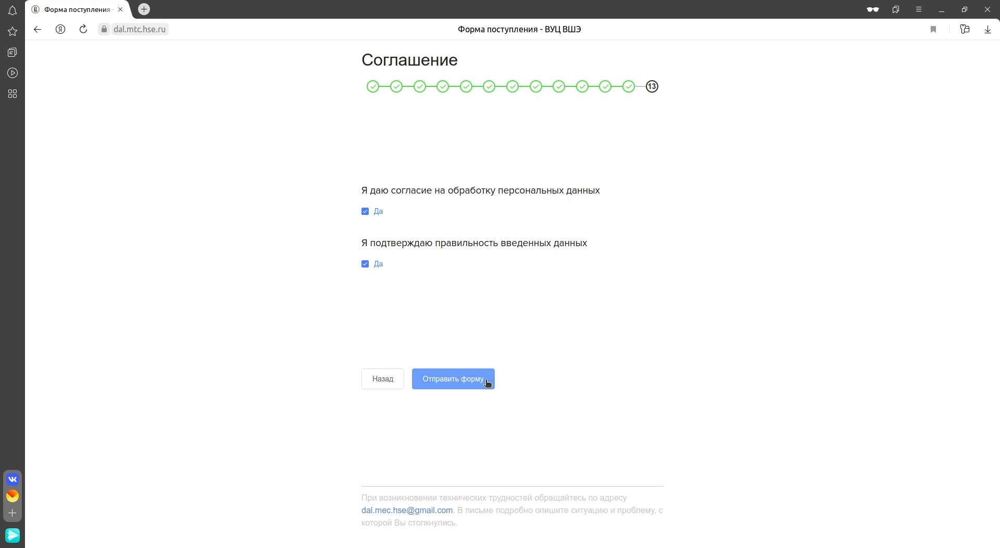 Форма поступления -
dal.mtc.hse.ru
Форма поступления - ВУЦ ВШЭ
Соглашение
13
Я даю согласие на обработку персональных данных
Да
Я подтверждаю правильность введенных данных
Да
Назад
Отправить форму
При возникновении технических трудностей обращайтесь по адресу
dal.mec.hse@gmail.com. В письме подробно опишите ситуацию и проблему, с
которой Вы столкнулись.